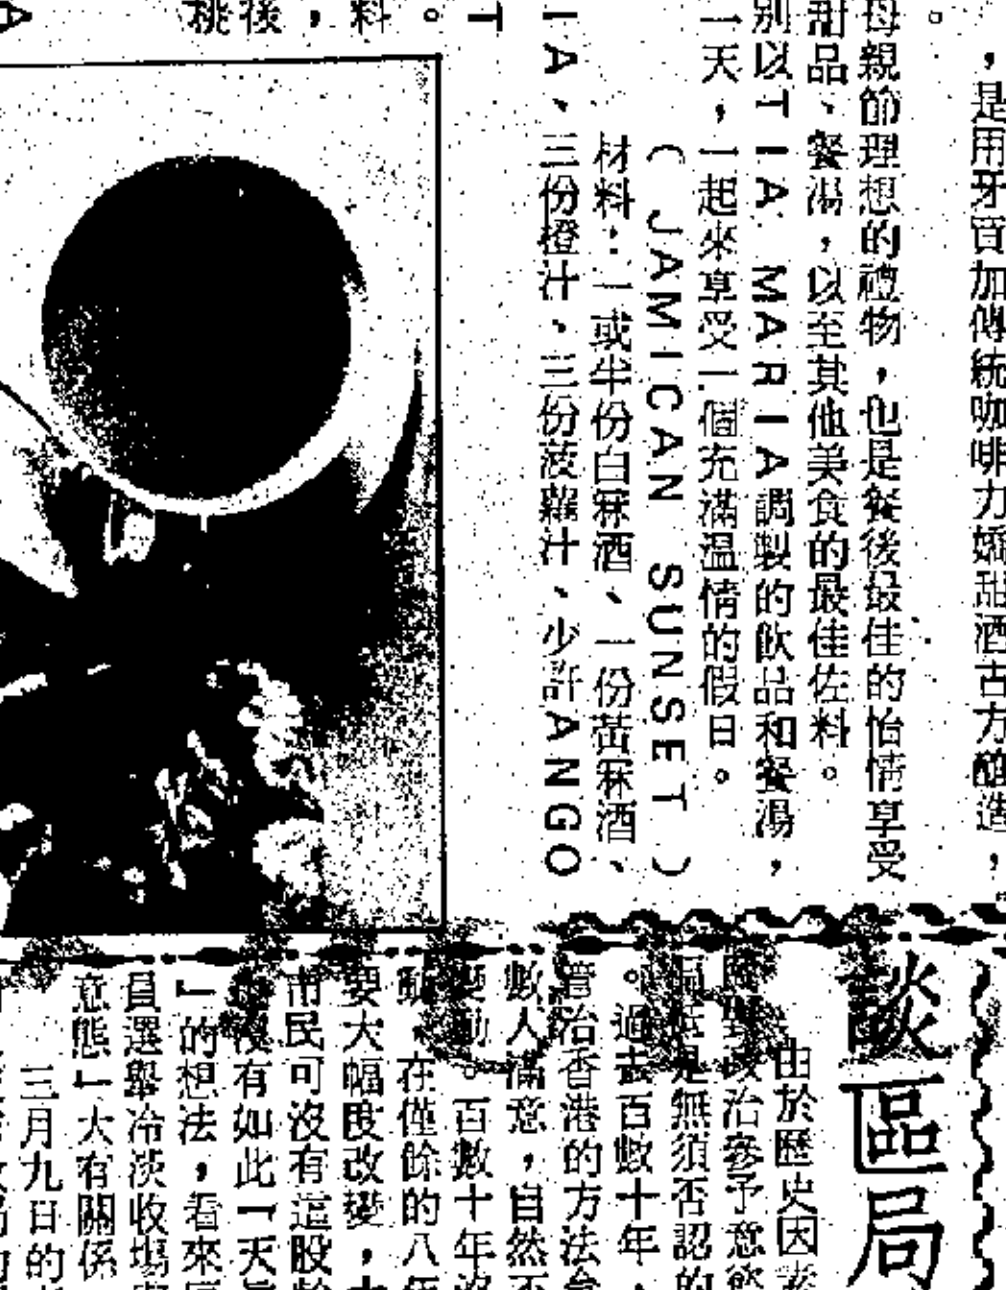 ，是用牙買加傳統咖啡力嬌甜酒古方釀造，
。
母親節理想的禮物，也是餐後最佳的怡情享受
甜品、餐湯，以至其他美食的最佳佐料。
別以TIA MARIA調製的飲品和餐湯，
一天，一起來享受一個充滿溫情的假日。
（JAMICAN SUNSET）
材料：一或半份白冧酒、一份黃冧酒、
IA，三份橙汁，三份菠蘿汁，少許ANGO
T
料。
，
後
桃
A
談區局
由於歷史因素
對政治參予意慾
是無須否認的
。過去百數十年，
管治香港的方法
數人滿意，自然不
變動。百數十年沒
動，在僅餘的八年
要大幅度改變，
市民可沒有這股
沒有如此一天
」的想法，看來區
員選舉冷淡收場
意態」大有關係
三月九日的